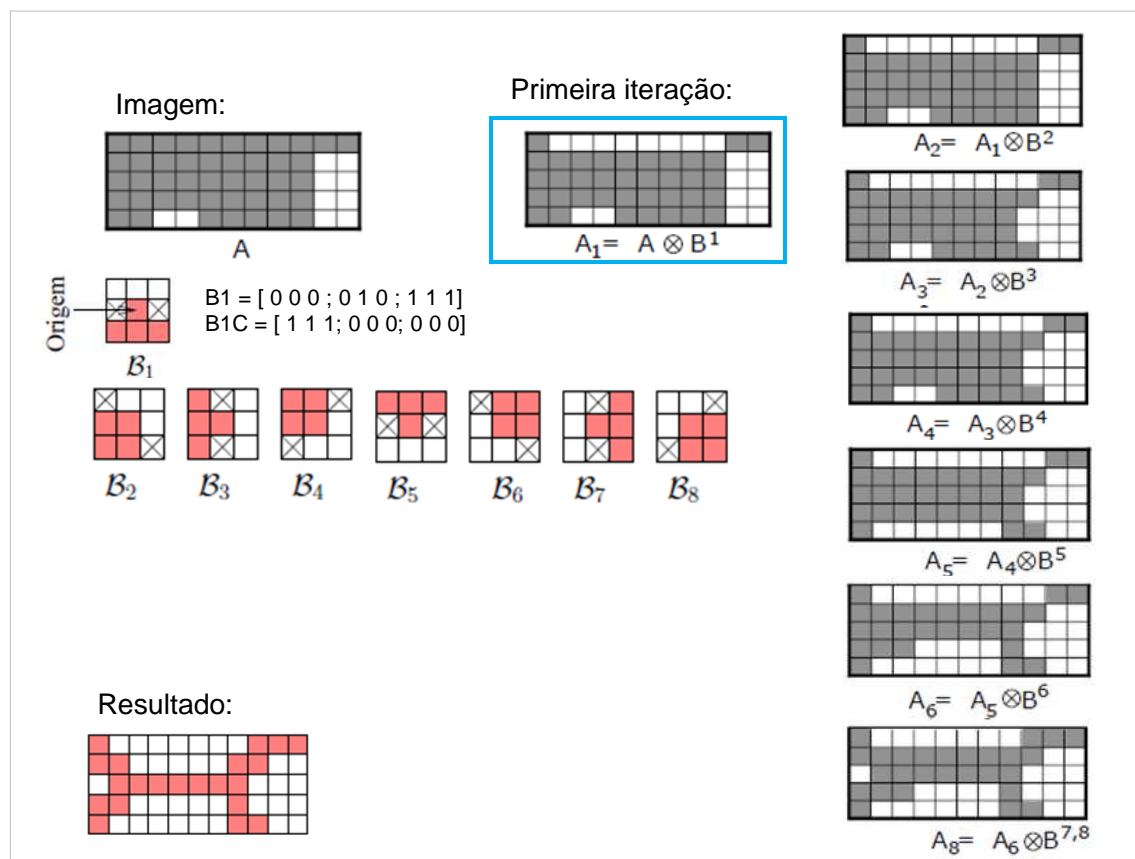 Imagem:
Primeira iteração:
A
A₁= A ⊗ B¹
Origem
B1 = [ 0 0 0 ; 0 1 0 ; 1 1 1]
B1C = [ 1 1 1; 0 0 0; 0 0 0]
B₁
B₂ B₃ B₄ B₅ B₆ B₇ B₈
Resultado:
A₂= A₁⊗B²
A₃= A₂⊗B³
A₄= A₃⊗B⁴
A₅= A₄⊗B⁵
A₆= A₅⊗B⁶
A₈= A₆⊗B⁷,⁸